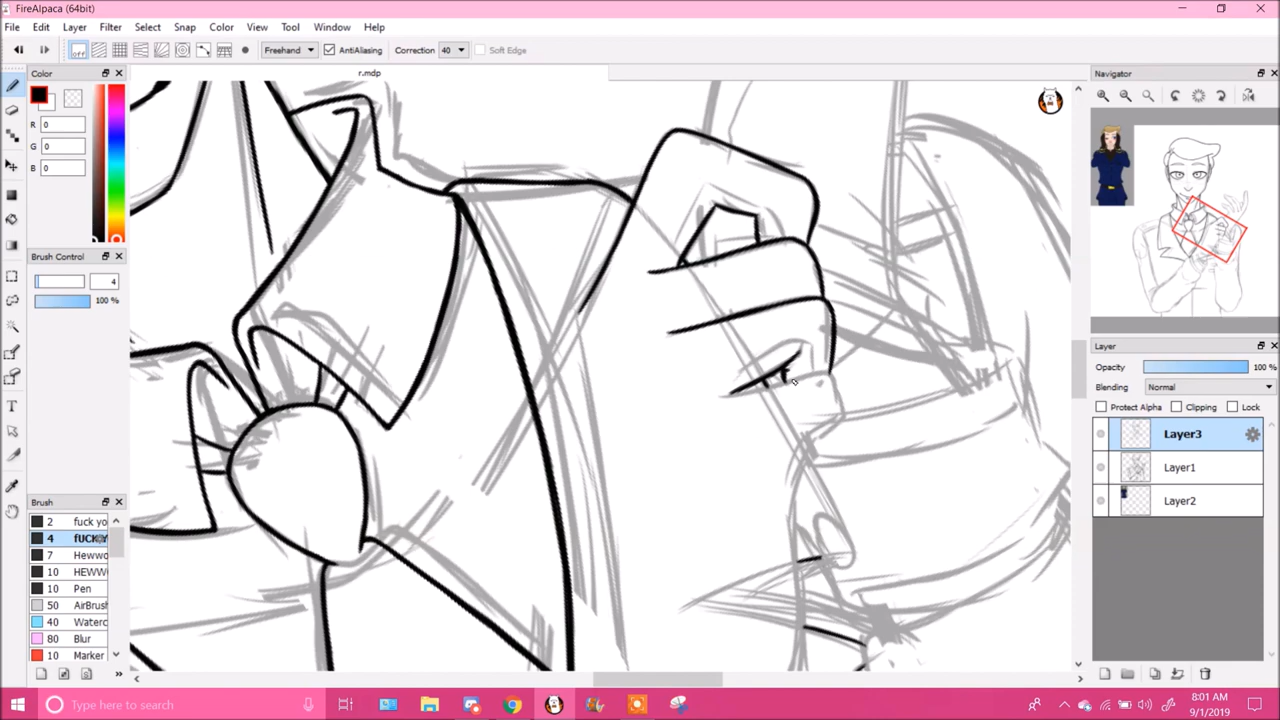 FireAlpaca (64bit)
File Edit Layer Filter Select Snap Color View Tool Window Help
off Freehand AntiAliasing Correction 40 Soft Edge
r.mdp
Color
R 0
G 0
B 0
Brush Control
4
100 %
Brush
2 fuck yo
4
7 Hewwo
10 HEWW
10 Pen
50 AirBrush
40 Waterc
80 Blur
10 Marker
Navigator
Layer
Opacity 100 %
Blending Normal
Protect Alpha Clipping Lock
Layer3
Layer1
Layer2
Type here to search
8:01 AM
9/1/2019